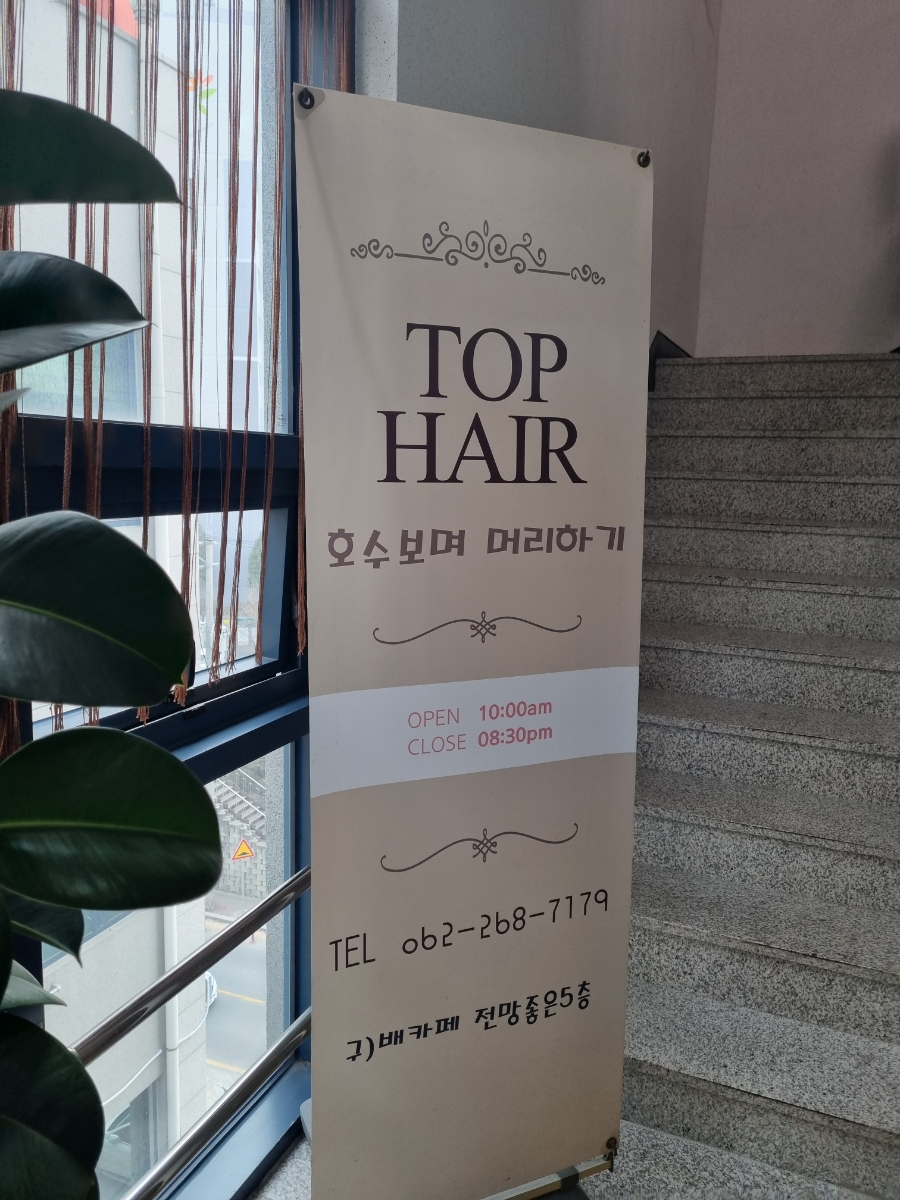 TOP
HAIR
호수보며 머리하기
OPEN 10:00am
CLOSE 08:30pm
TEL 062-268-7179
구)배카페 전망좋은5층